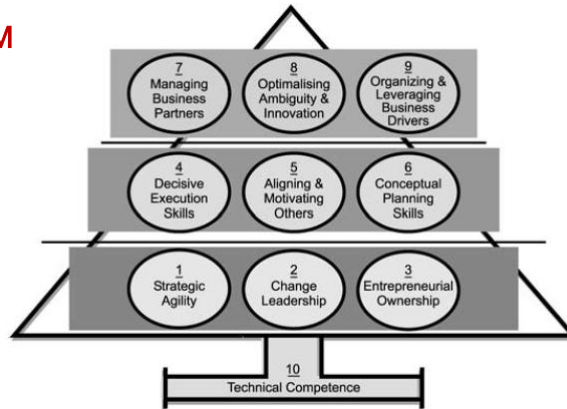 M
7
Managing
Business
Partners
8
Optimalising
Ambiguity &
Innovation
9
Organizing &
Leveraging
Business
Drivers
4
Decisive
Execution
Skills
5
Aligning &
Motivating
Others
6
Conceptual
Planning
Skills
1
Strategic
Agility
2
Change
Leadership
3
Entrepreneurial
Ownership
10
Technical Competence